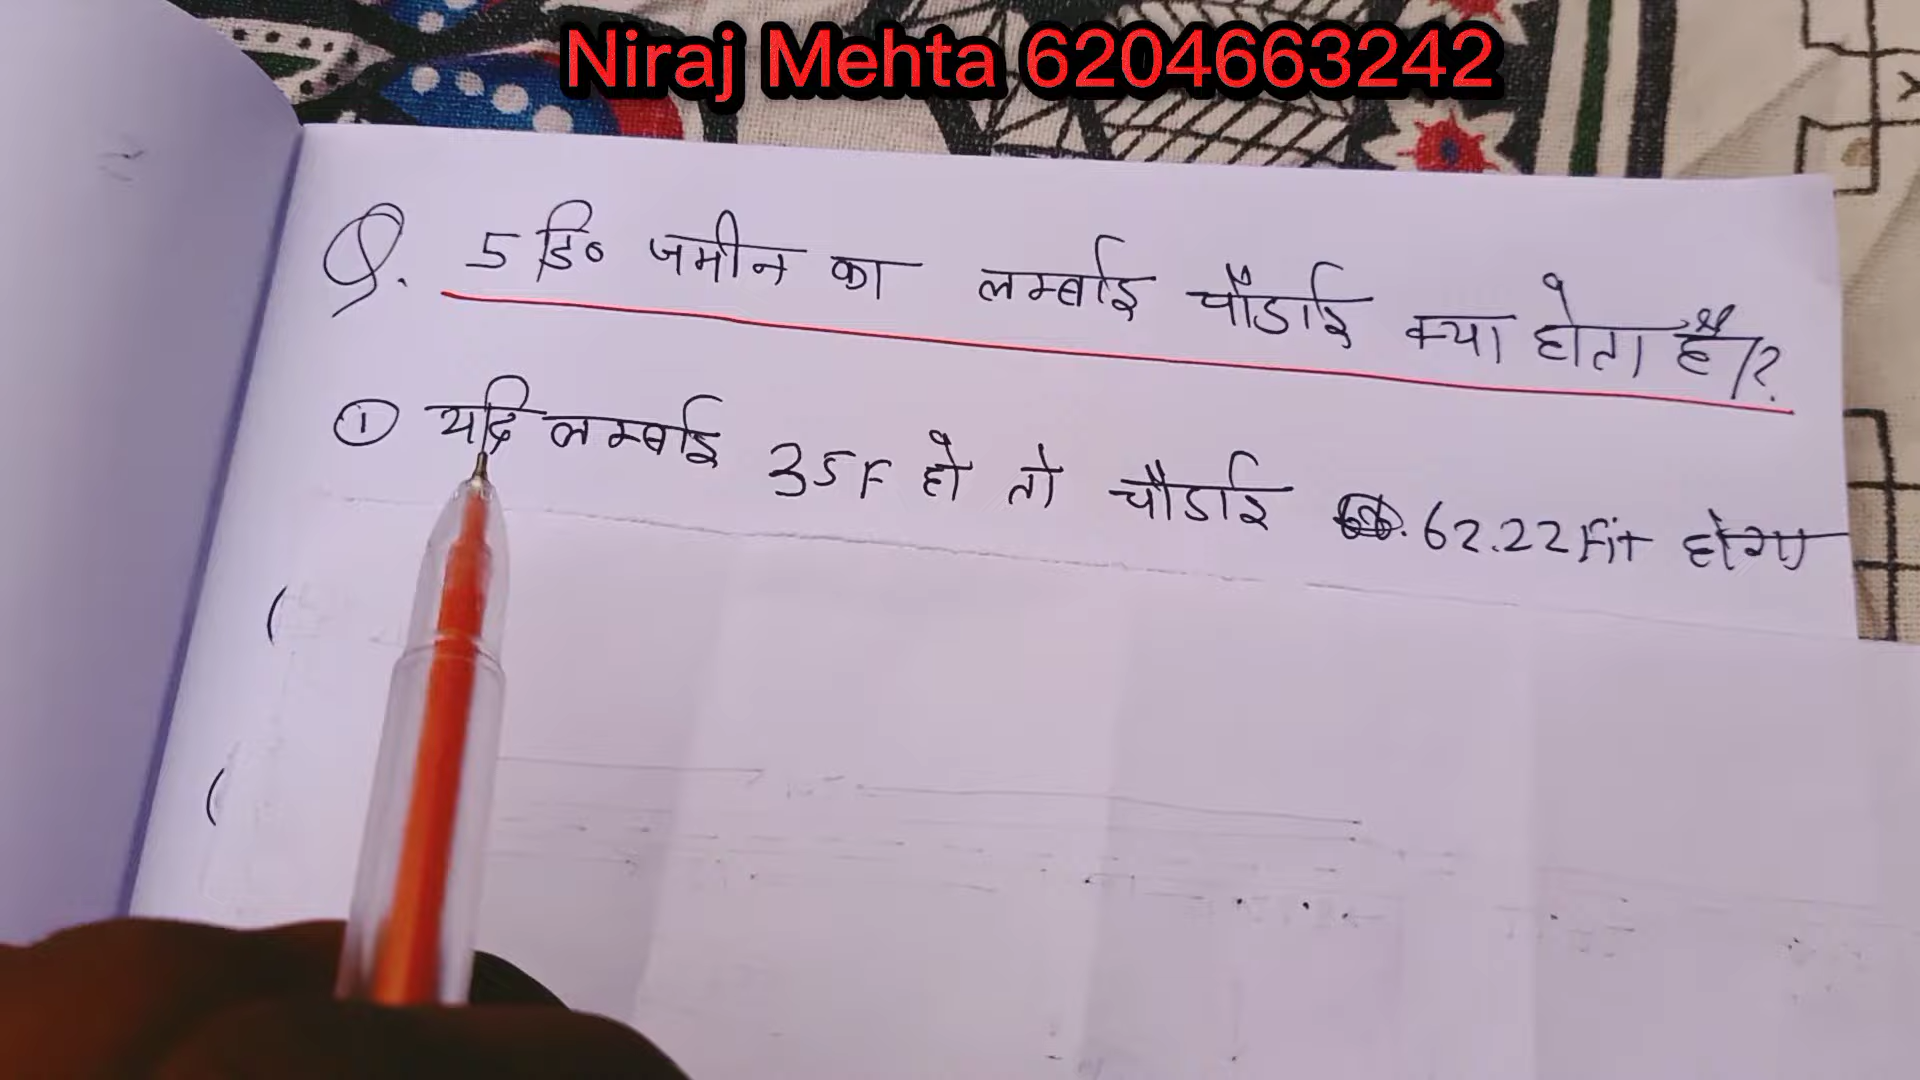 Niraj Mehta 6204663242
Q. 5 डि० जमीन का लम्बाई चौडाई क्या होता है?
① यदि लम्बाई 35F हो तो चौडाई 62.22 Fit होगा
(
(